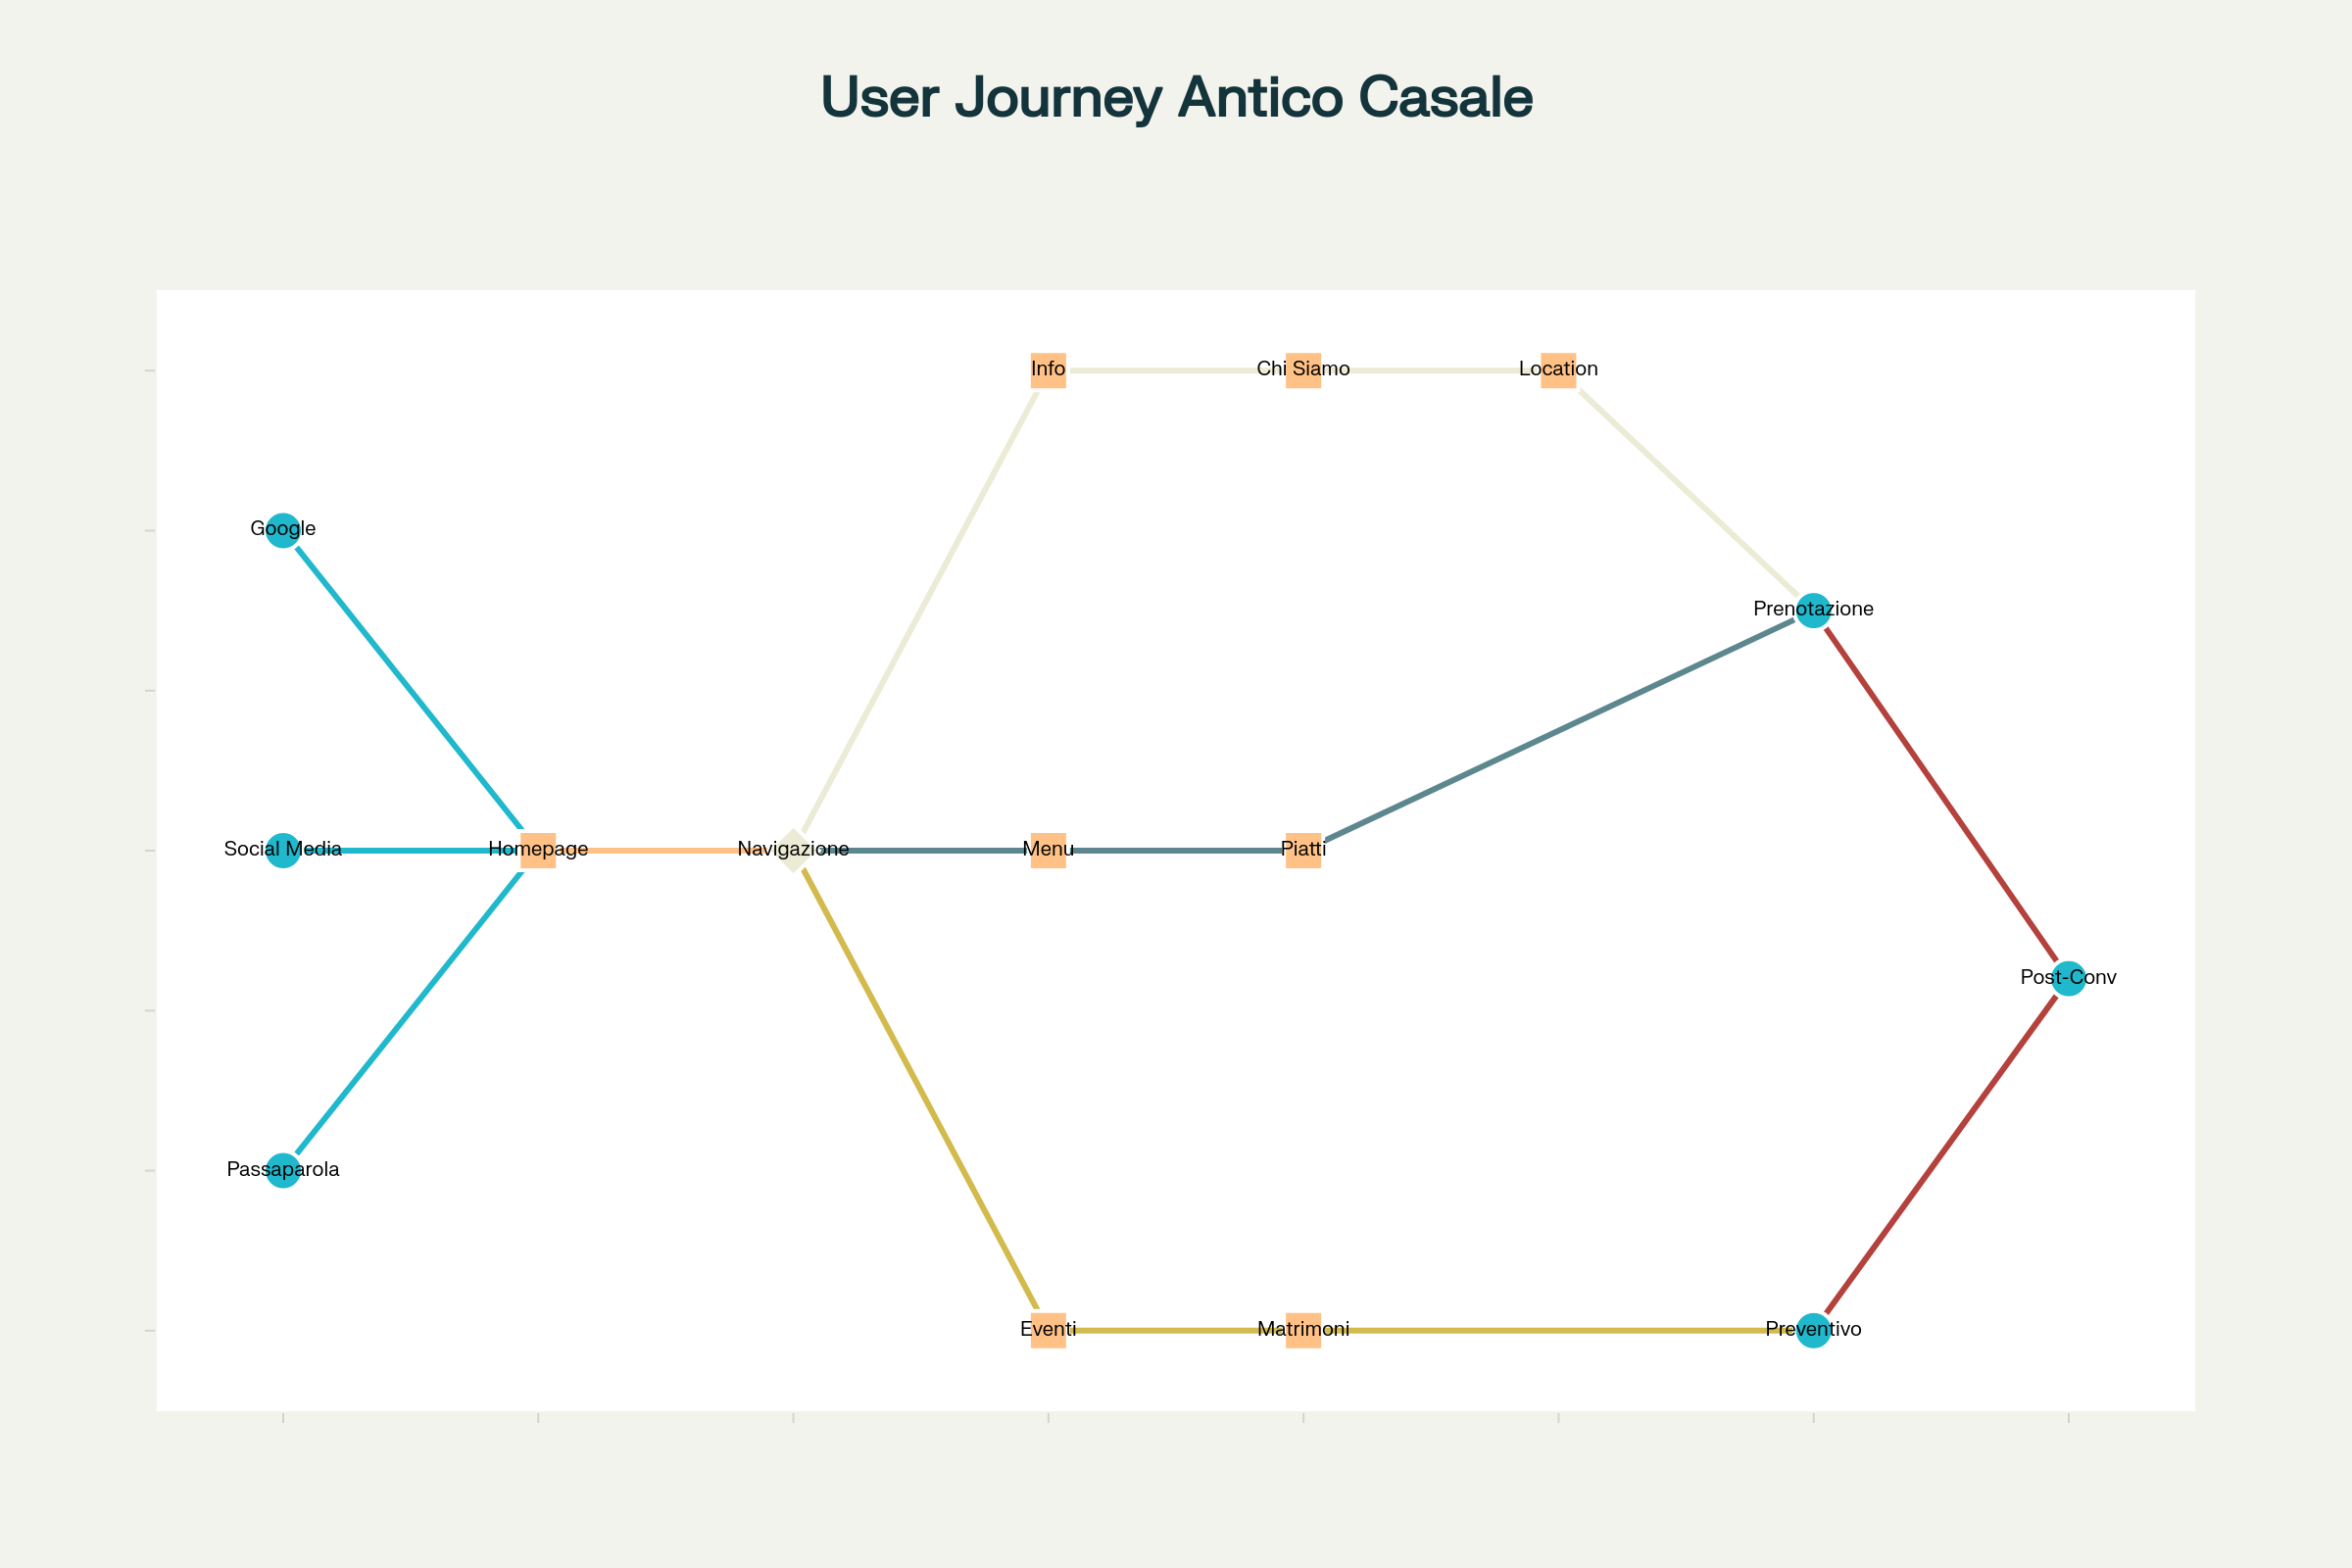 User Journey Antico Casale
Info
Chi Siamo
Location
Google
Prenotazione
Social Media
Homepage
Navigazione
Menu
Piatti
Post-Conv
Passaparola
Eventi
Matrimoni
Preventivo